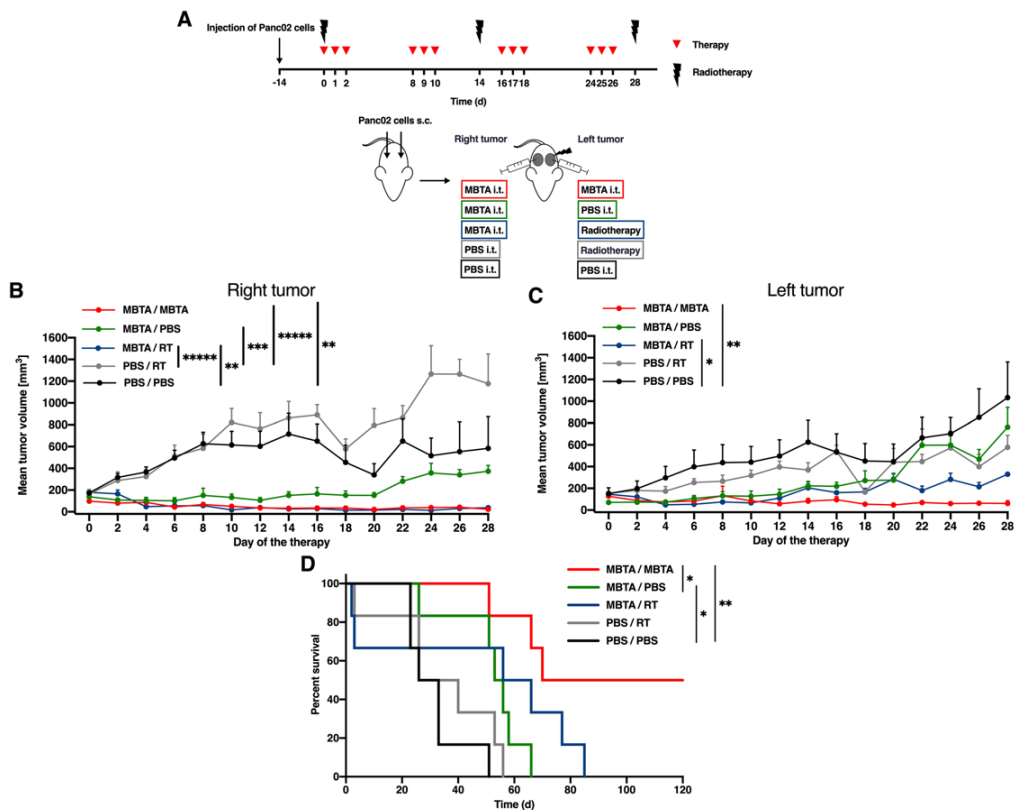 A
Injection of Panc02 cells
Therapy
Radiotherapy
-14 0 1 2 8 9 10 14 16 17 18 24 25 26 28
Time (d)
Panc02 cells s.c.
Right tumor Left tumor
MBTA i.t. MBTA i.t.
MBTA i.t. PBS i.t.
MBTA i.t. Radiotherapy
PBS i.t. Radiotherapy
PBS i.t. PBS i.t.
B Right tumor
MBTA / MBTA
MBTA / PBS
MBTA / RT
PBS / RT
PBS / PBS
***** ** *** ***** **
Mean tumor volume [mm³]
1600
1400
1200
1000
800
600
400
200
0
0 2 4 6 8 10 12 14 16 18 20 22 24 26 28
Day of the therapy
C Left tumor
MBTA / MBTA
MBTA / PBS
MBTA / RT
PBS / RT
PBS / PBS
* **
Mean tumor volume [mm³]
1600
1400
1200
1000
800
600
400
200
0
0 2 4 6 8 10 12 14 16 18 20 22 24 26 28
Day of the therapy
D
MBTA / MBTA
MBTA / PBS
MBTA / RT
PBS / RT
PBS / PBS
* * **
Percent survival
100
80
60
40
20
0
0 20 40 60 80 100 120
Time (d)